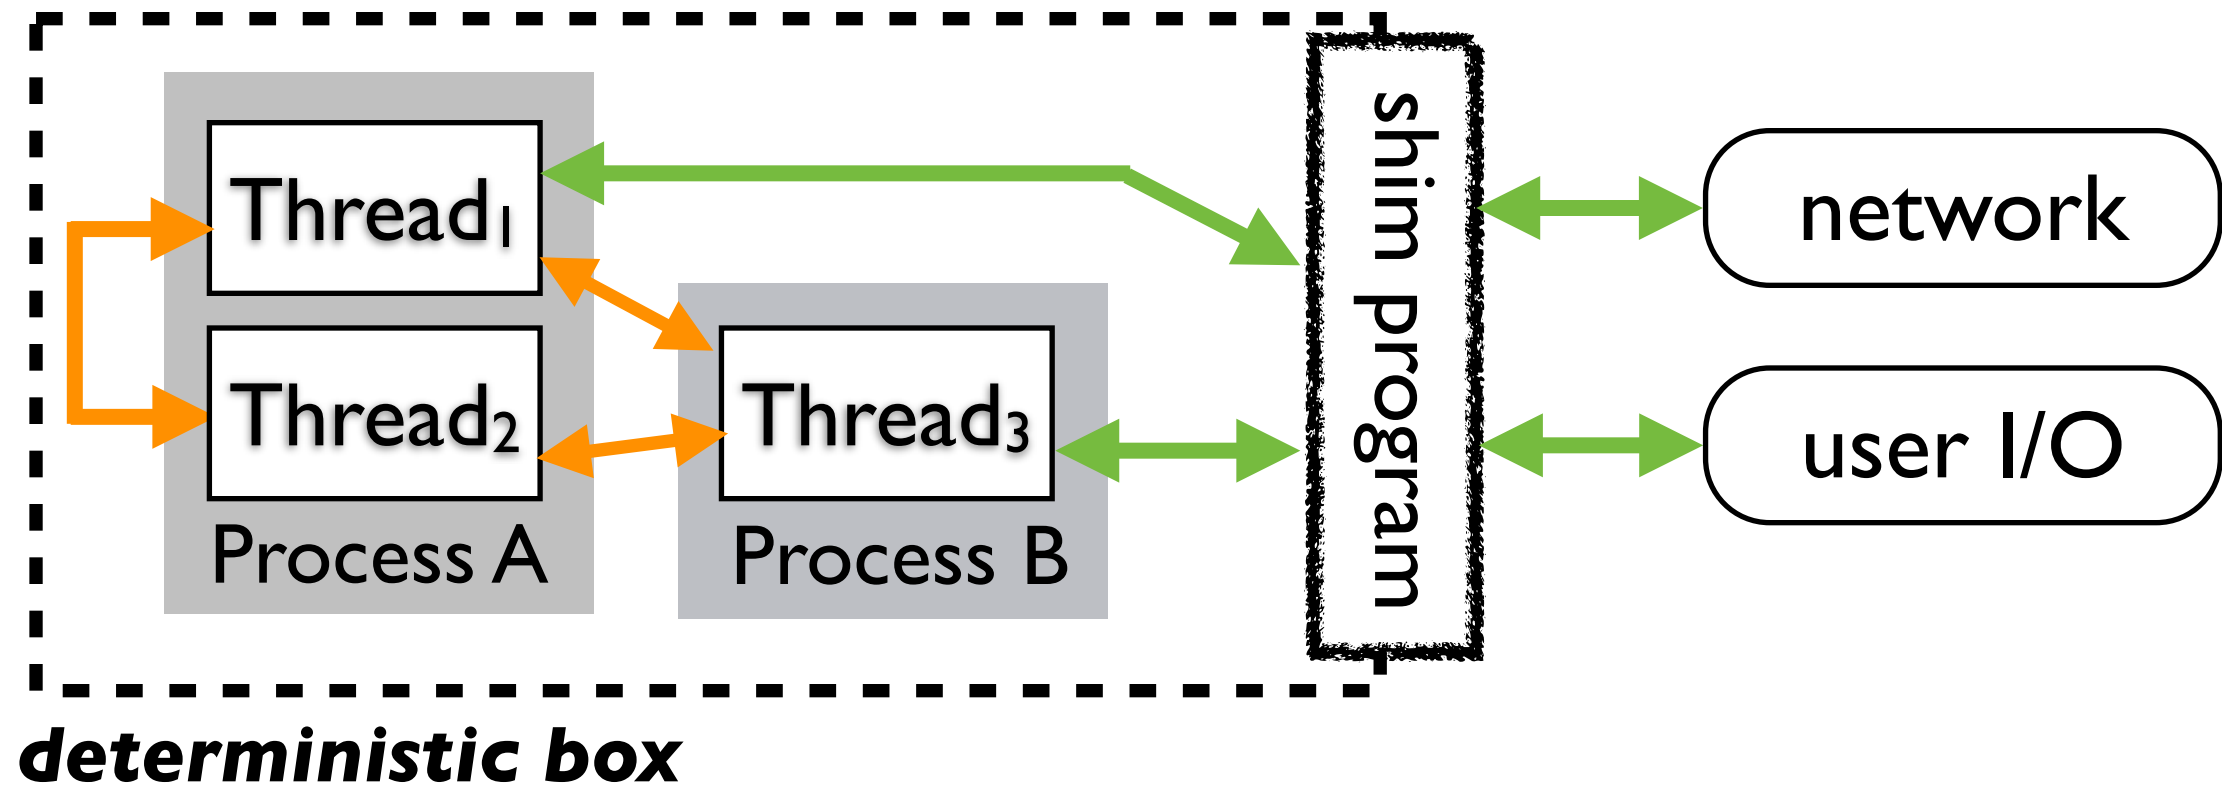 Thread1
Thread2
Process A
Thread3
Process B
shim program
network
user I/O
deterministic box